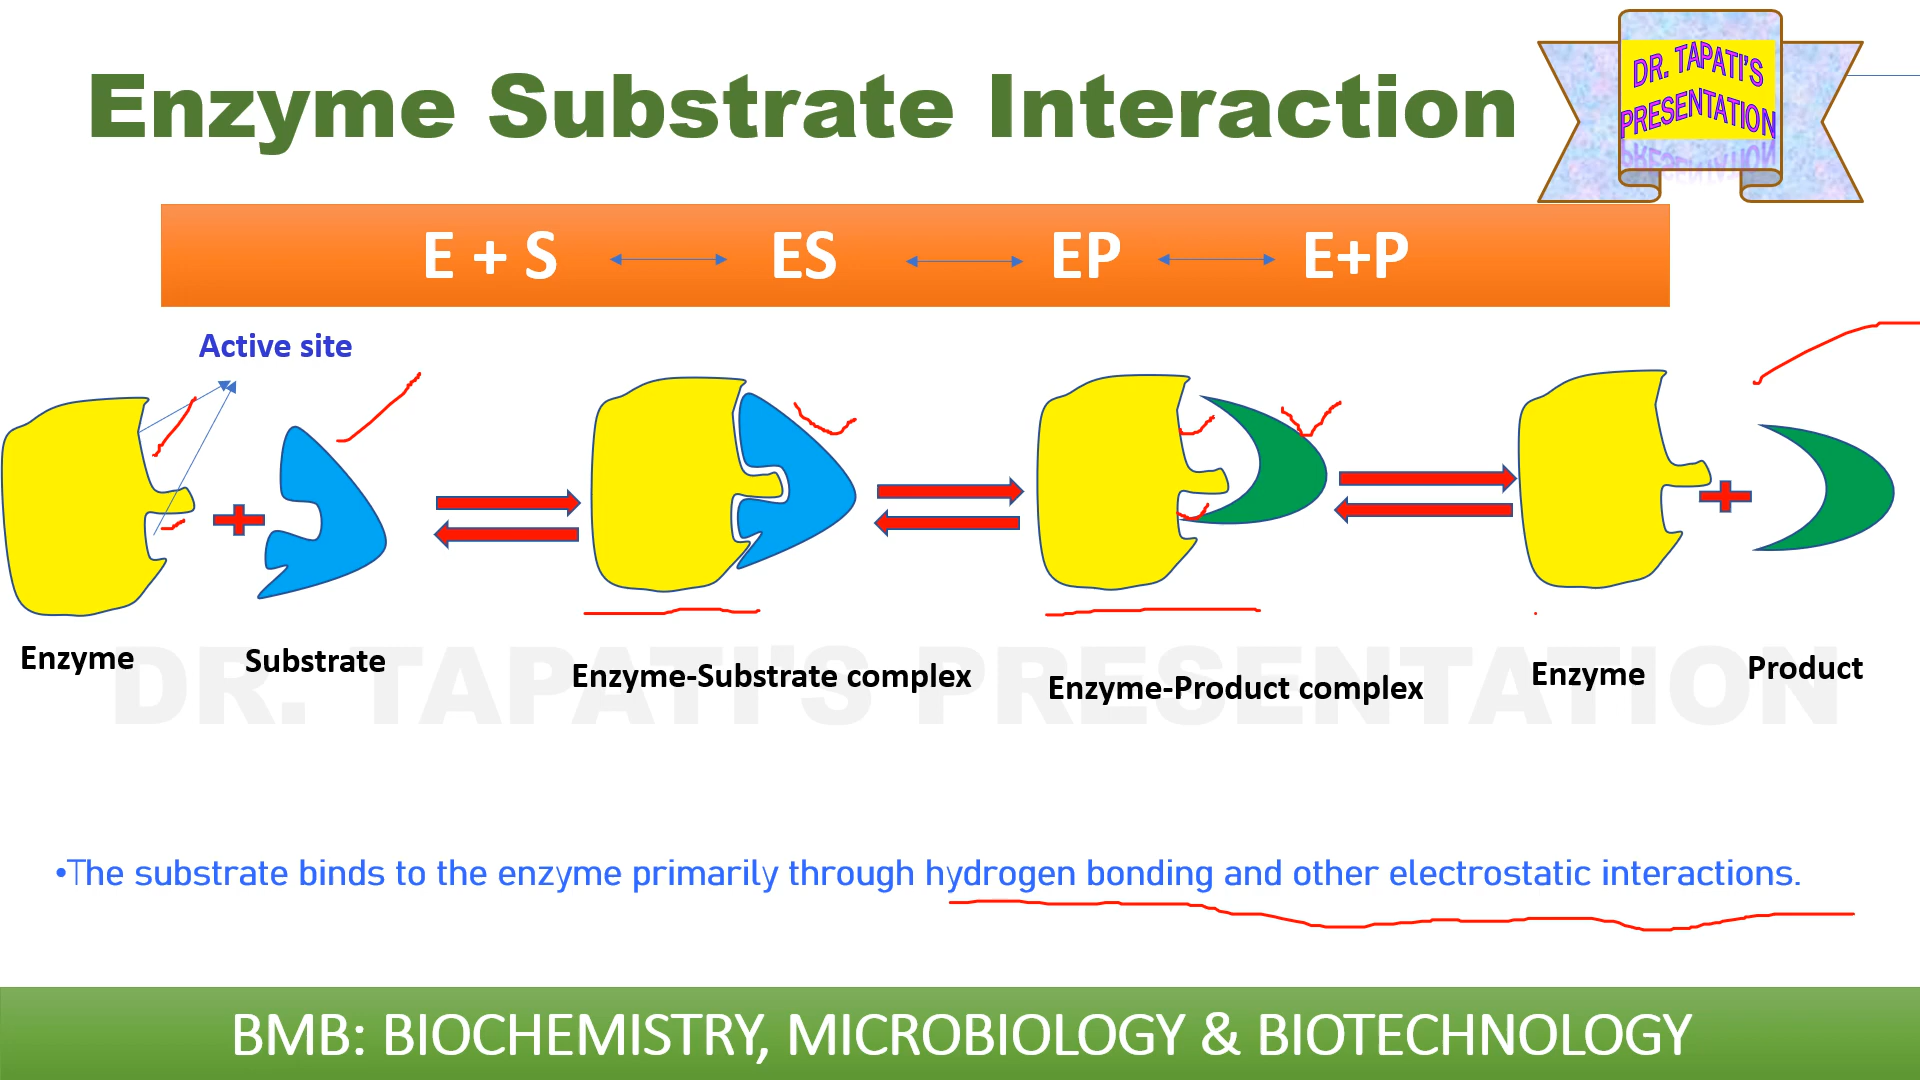 Enzyme Substrate Interaction
DR. TAPATI'S
PRESENTATION
PRESENTATION
E + S ES EP E+P
Active site
Enzyme Substrate Enzyme-Substrate complex Enzyme-Product complex Enzyme Product
DR. TAPATI'S PRESENTATION
•The substrate binds to the enzyme primarily through hydrogen bonding and other electrostatic interactions.
BMB: BIOCHEMISTRY, MICROBIOLOGY & BIOTECHNOLOGY